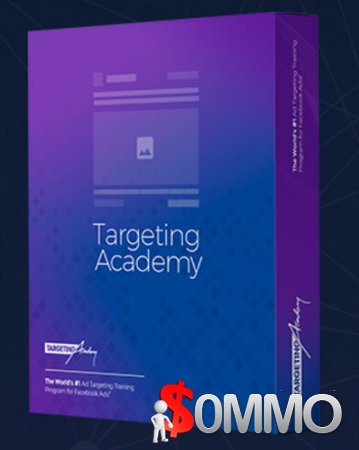 Targeting
Academy
TARGETING Academy
The World's #1 Ad Targeting Training
Program for Facebook Ads!
The World's #1 Ad Targeting Training
Program for Facebook Ads!
TARGETING Academy
$OMMO